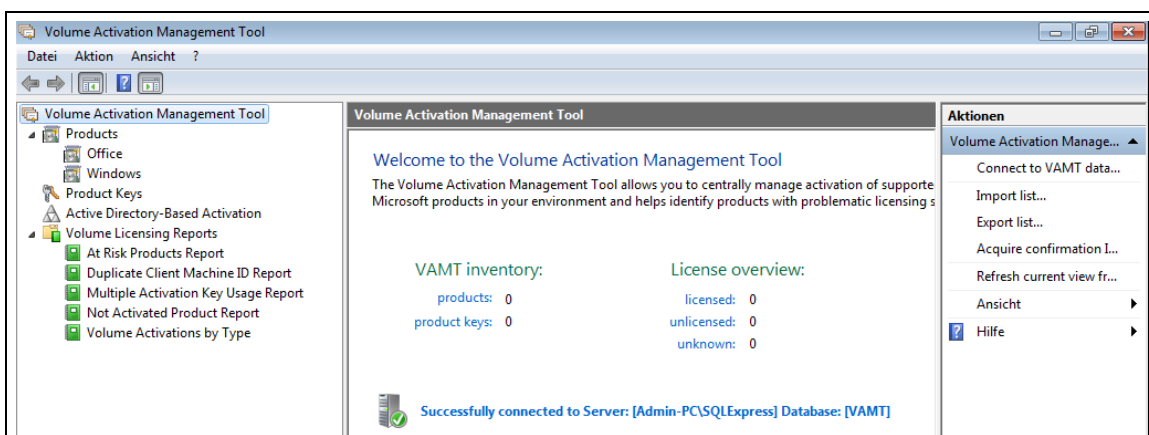 Volume Activation Management Tool
Datei Aktion Ansicht ?
Volume Activation Management Tool
Products
Office
Windows
Product Keys
Active Directory-Based Activation
Volume Licensing Reports
At Risk Products Report
Duplicate Client Machine ID Report
Multiple Activation Key Usage Report
Not Activated Product Report
Volume Activations by Type
Volume Activation Management Tool
Welcome to the Volume Activation Management Tool
The Volume Activation Management Tool allows you to centrally manage activation of supporte
Microsoft products in your environment and helps identify products with problematic licensing s
VAMT inventory:
products: 0
product keys: 0
License overview:
licensed: 0
unlicensed: 0
unknown: 0
Successfully connected to Server: [Admin-PC\SQLExpress] Database: [VAMT]
Aktionen
Volume Activation Manage...
Connect to VAMT data...
Import list...
Export list...
Acquire confirmation I...
Refresh current view fr...
Ansicht
Hilfe